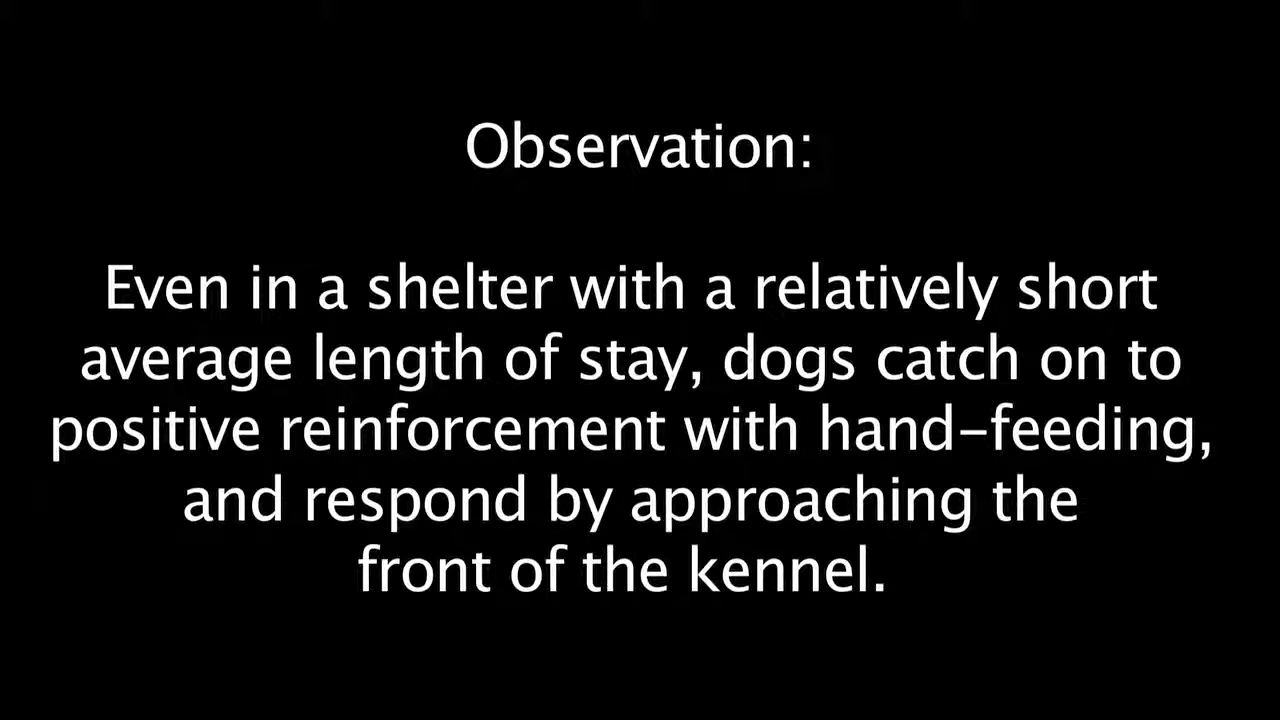 Observation:
Even in a shelter with a relatively short
average length of stay, dogs catch on to
positive reinforcement with hand-feeding,
and respond by approaching the
front of the kennel.